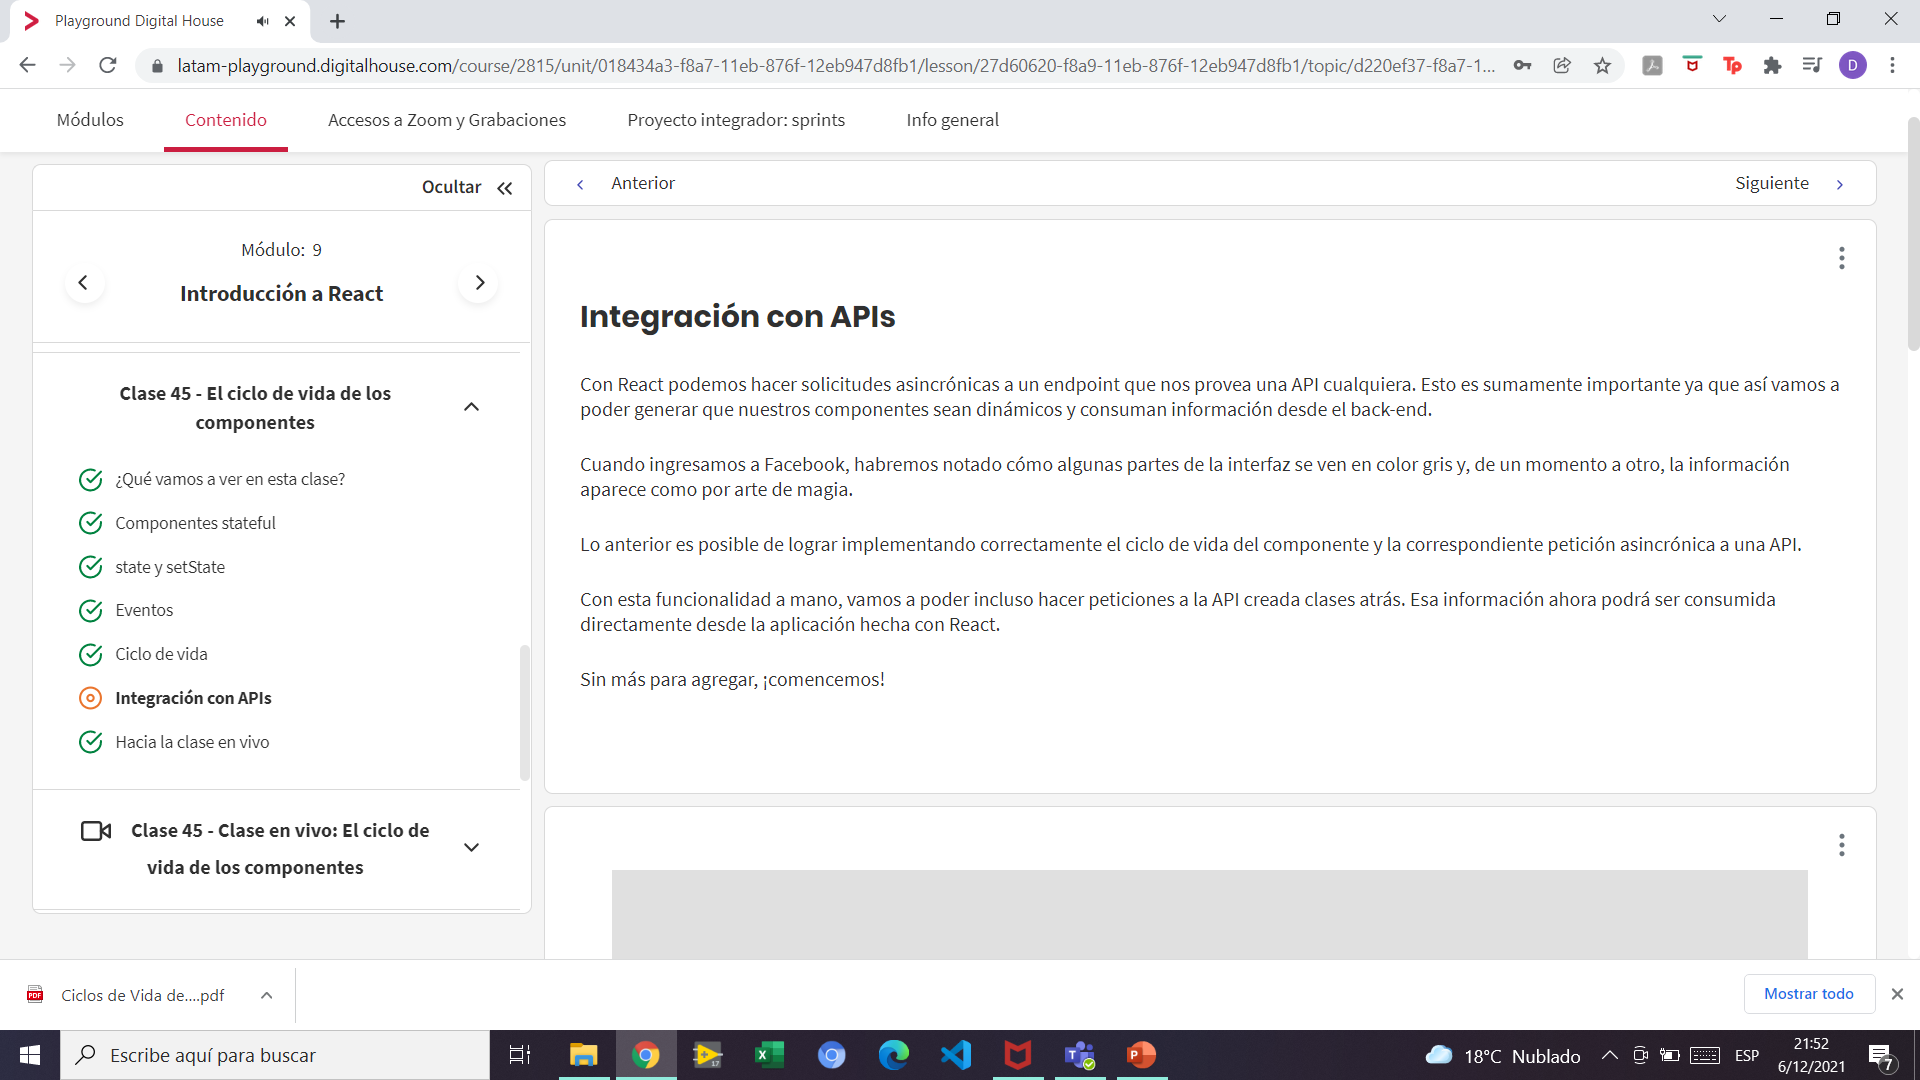 Playground Digital House
latam-playground.digitalhouse.com/course/2815/unit/018434a3-f8a7-11eb-876f-12eb947d8fb1/lesson/27d60620-f8a9-11eb-876f-12eb947d8fb1/topic/d220ef37-f8a7-1...
Tp
D
Módulos
Contenido
Accesos a Zoom y Grabaciones
Proyecto integrador: sprints
Info general
Ocultar
Módulo: 9
Introducción a React
Clase 45 - El ciclo de vida de los
componentes
¿Qué vamos a ver en esta clase?
Componentes stateful
state y setState
Eventos
Ciclo de vida
Integración con APIs
Hacia la clase en vivo
Clase 45 - Clase en vivo: El ciclo de
vida de los componentes
Anterior
Siguiente
Integración con APIs
Con React podemos hacer solicitudes asincrónicas a un endpoint que nos provea una API cualquiera. Esto es sumamente importante ya que así vamos a
poder generar que nuestros componentes sean dinámicos y consuman información desde el back-end.
Cuando ingresamos a Facebook, habremos notado cómo algunas partes de la interfaz se ven en color gris y, de un momento a otro, la información
aparece como por arte de magia.
Lo anterior es posible de lograr implementando correctamente el ciclo de vida del componente y la correspondiente petición asincrónica a una API.
Con esta funcionalidad a mano, vamos a poder incluso hacer peticiones a la API creada clases atrás. Esa información ahora podrá ser consumida
directamente desde la aplicación hecha con React.
Sin más para agregar, ¡comencemos!
PDF
Ciclos de Vida de....pdf
Mostrar todo
Escribe aquí para buscar
17
18°C Nublado
ESP
21:52
6/12/2021
7